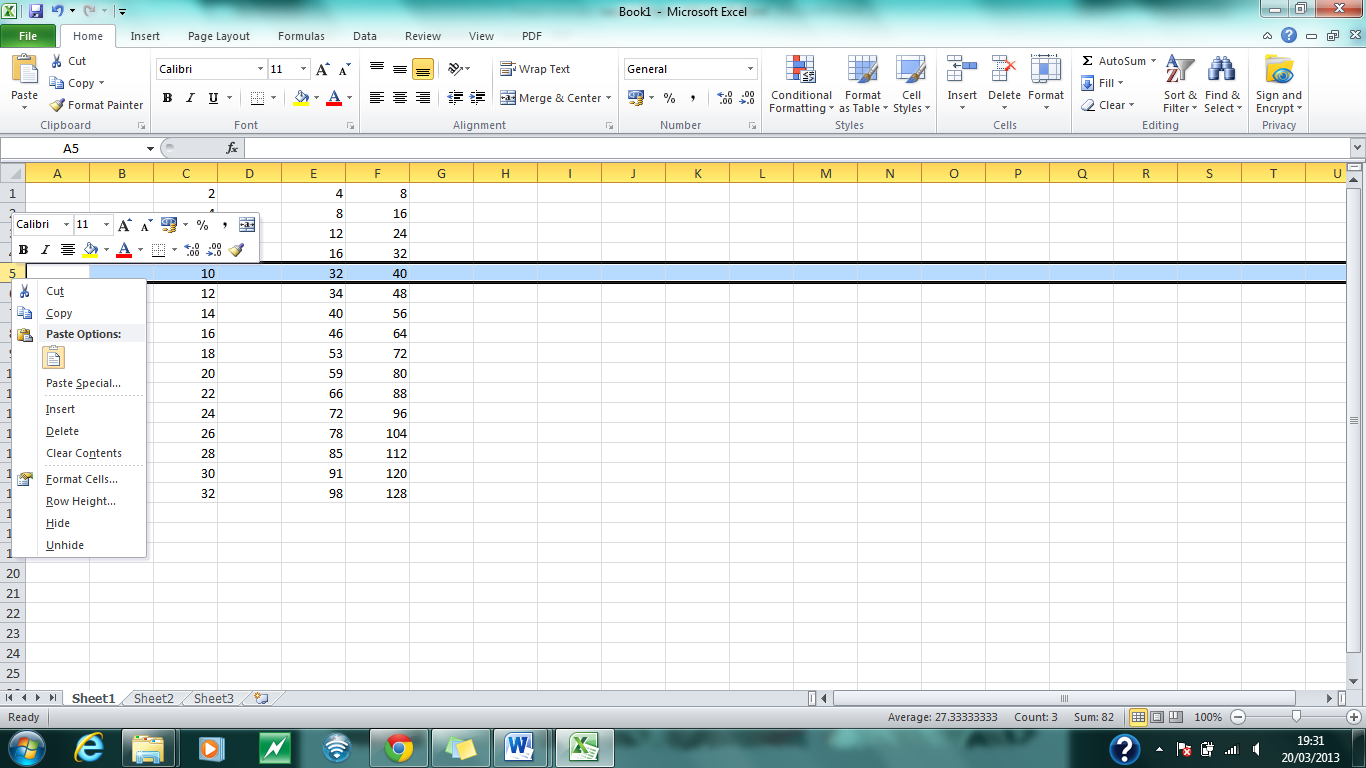 Book1 - Microsoft Excel
File Home Insert Page Layout Formulas Data Review View PDF
Paste
Cut
Copy
Format Painter
Clipboard
Calibri 11
B I U
Font
Wrap Text
Merge & Center
Alignment
General
%
Number
Conditional Formatting
Format as Table
Cell Styles
Styles
Insert Delete Format
Cells
Σ AutoSum
Fill
Clear
Sort & Filter
Find & Select
Editing
Sign and Encrypt
Privacy
A5 fx
A B C D E F G H I J K L M N O P Q R S T U
1 2 4 8
8 16
12 24
16 32
5 10 32 40
12 34 48
14 40 56
16 46 64
18 53 72
20 59 80
22 66 88
24 72 96
26 78 104
28 85 112
30 91 120
32 98 128
20
21
22
23
24
25
Calibri 11 A A % ,
B I A
Cut
Copy
Paste Options:
Paste Special...
Insert
Delete
Clear Contents
Format Cells...
Row Height...
Hide
Unhide
Sheet1 Sheet2 Sheet3
Ready Average: 27.33333333 Count: 3 Sum: 82 100%
19:31
20/03/2013